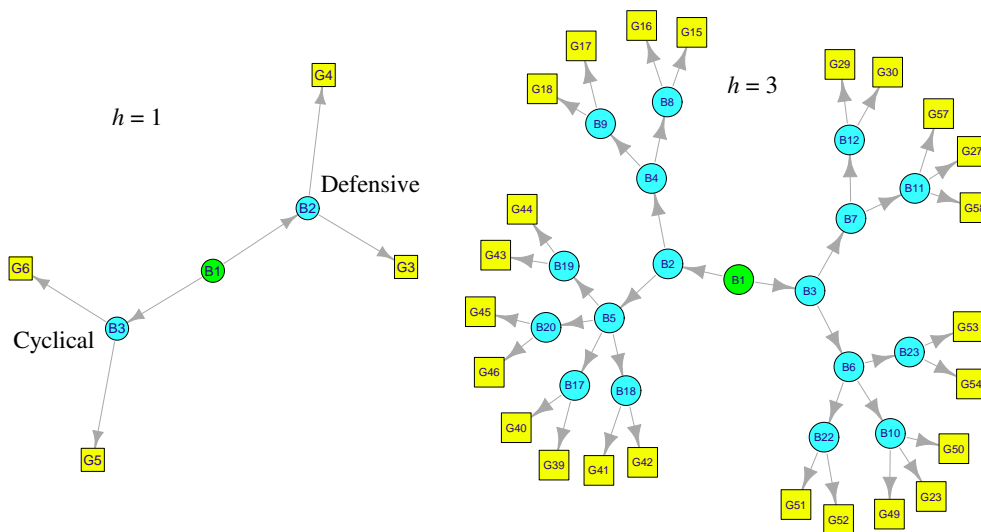 G4
h = 1
Defensive
B2
G6
B1
G3
B3
Cyclical
G5
G16
G15
G17
G18
h = 3
B8
B9
B4
G29
G30
G57
B12
G27
B11
G58
B7
G44
G43
B19
B2
B1
B3
G45
B20
B5
G46
B17
B18
G40
G39
G41
G42
G53
B6
B23
G54
B22
B10
G50
G51
G23
G52
G49